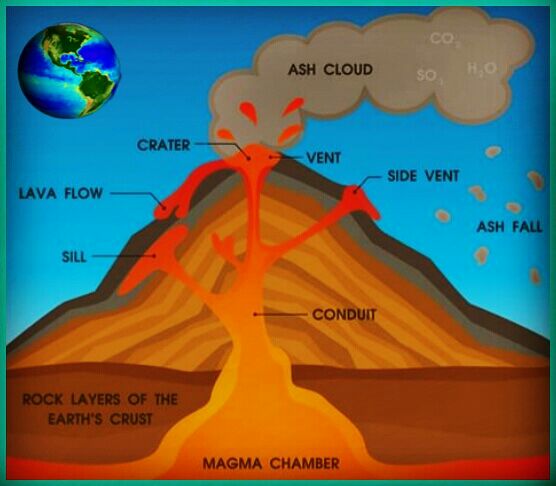 ASH CLOUD
CO2
SO2
H2O
CRATER
VENT
LAVA FLOW
SIDE VENT
ASH FALL
SILL
CONDUIT
ROCK LAYERS OF THE
EARTH'S CRUST
MAGMA CHAMBER